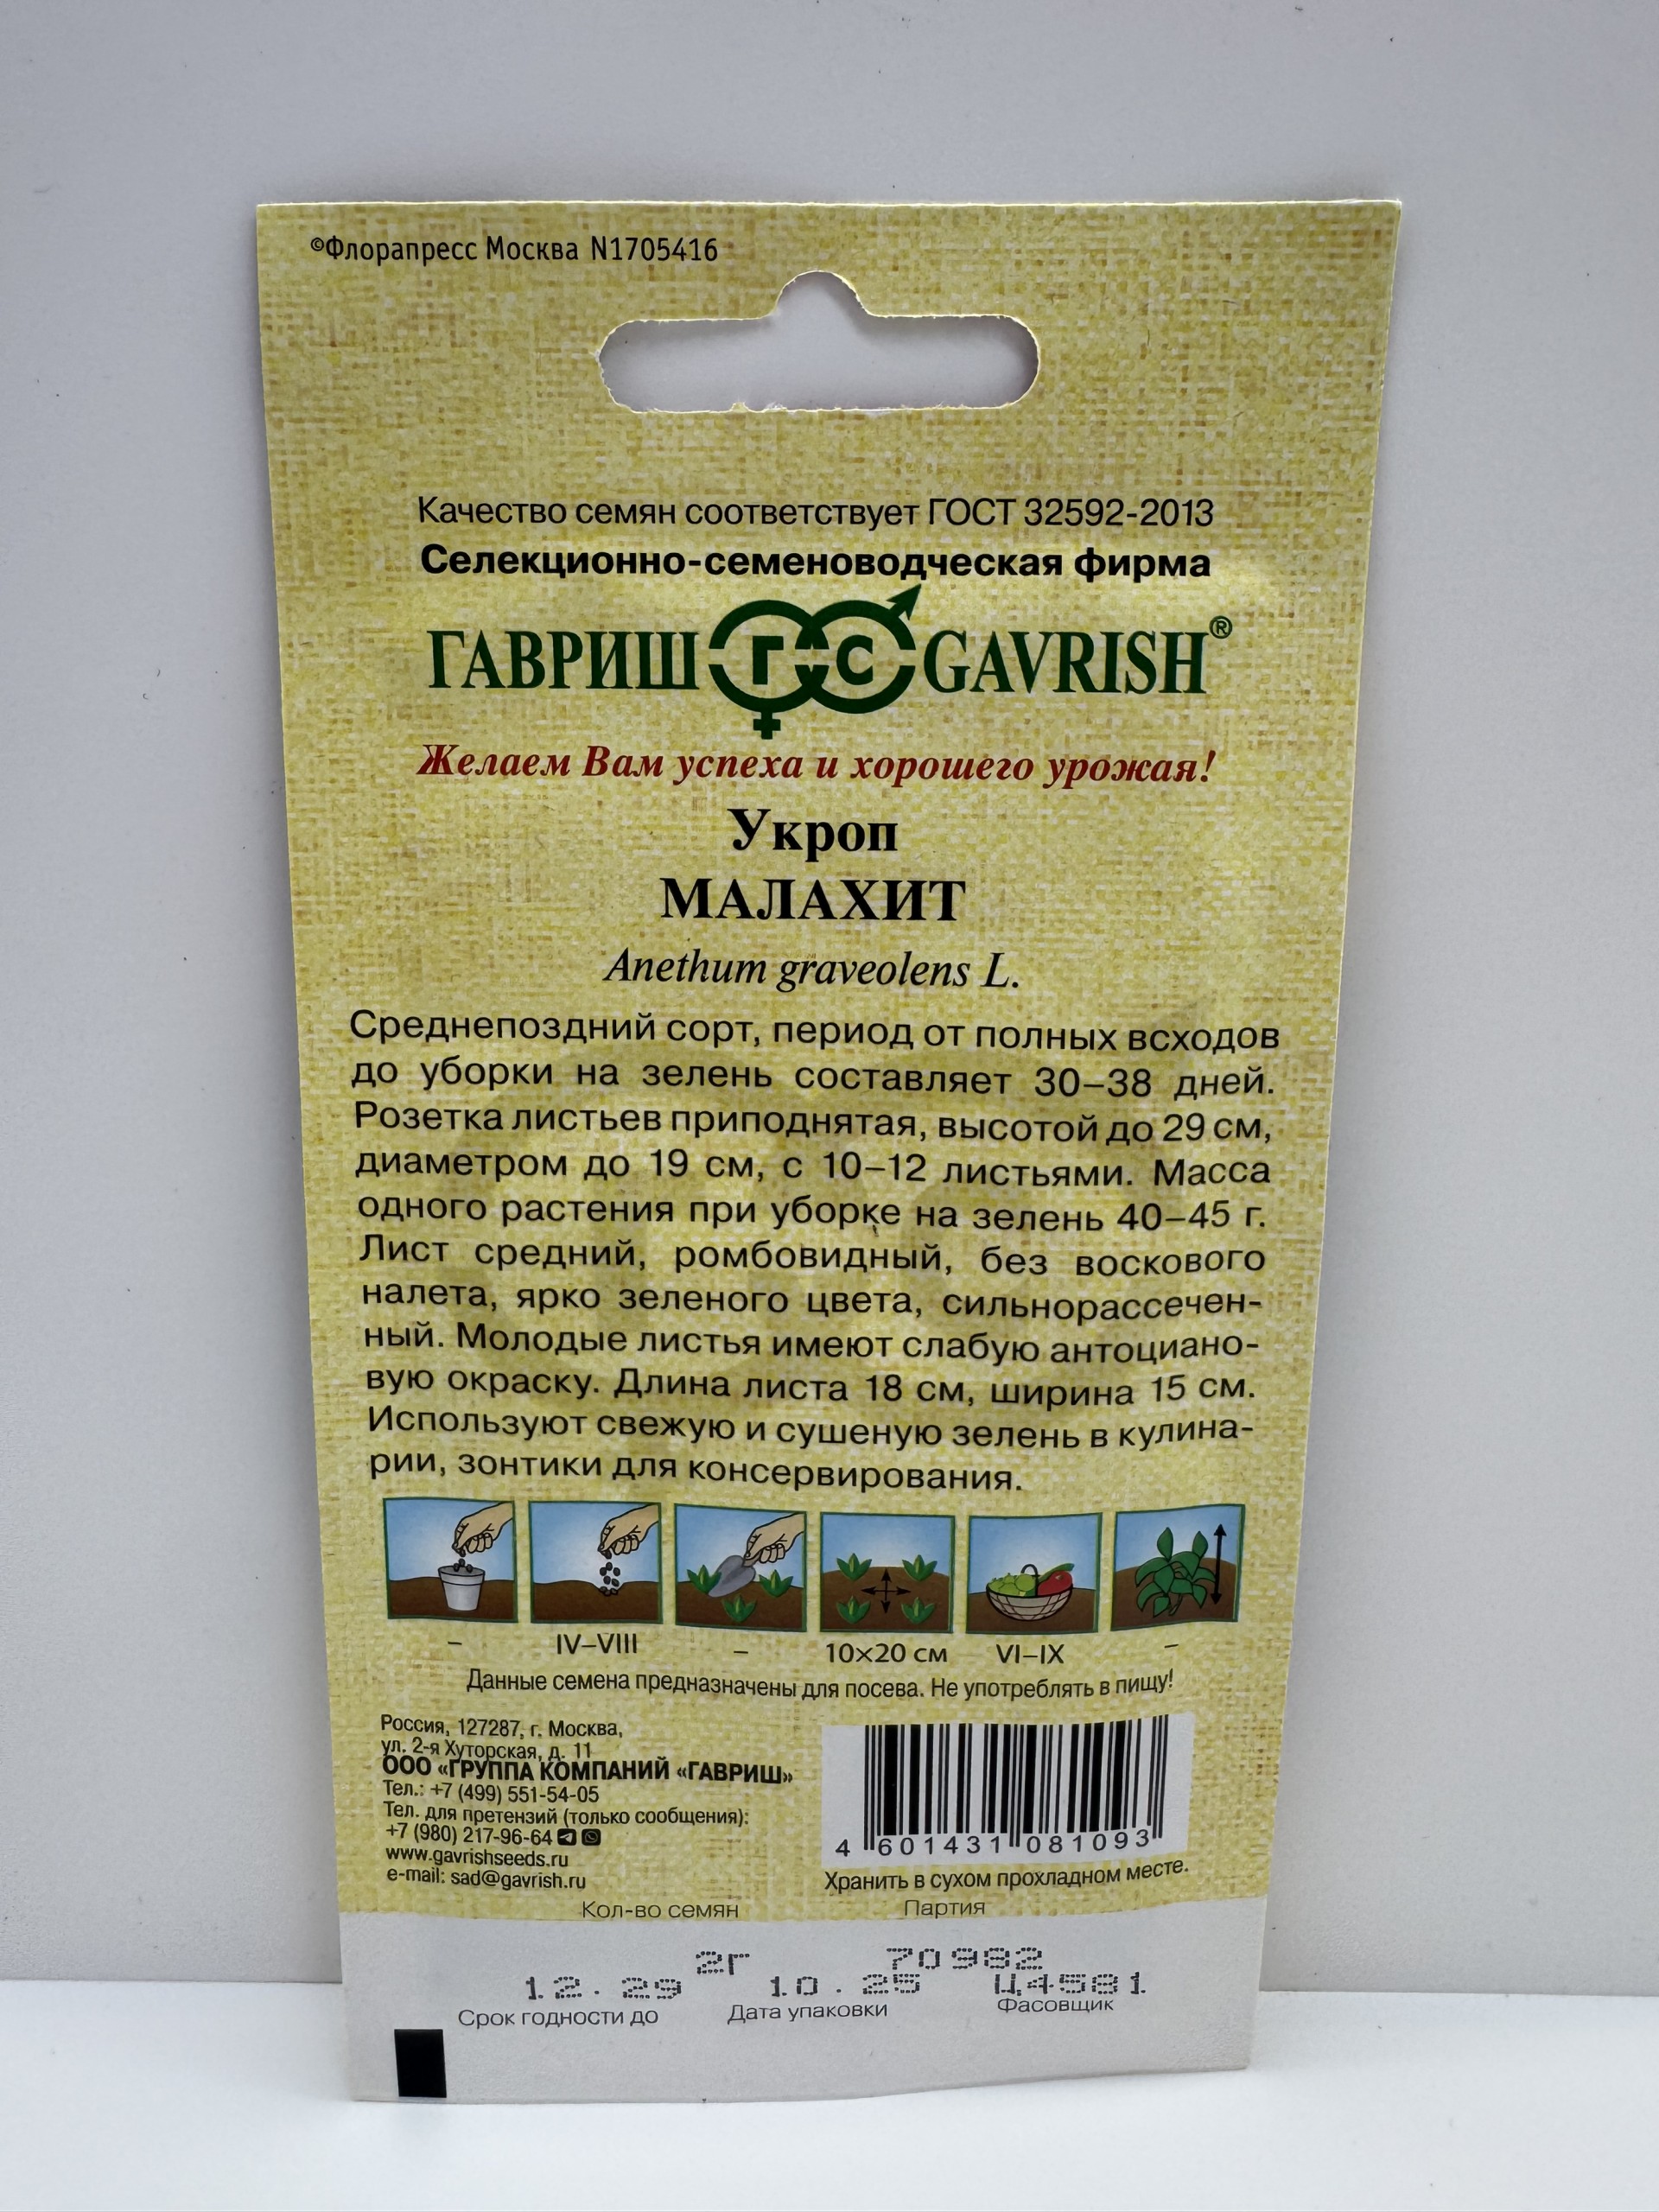 ©Флорапресс Москва N1705416
Качество семян соответствует ГОСТ 32592-2013
Селекционно-семеноводческая фирма
ГАВРИШ ГС GAVRISH®
Желаем Вам успеха и хорошего урожая!
Укроп
МАЛАХИТ
Anethum graveolens L.
Среднепоздний сорт, период от полных всходов
до уборки на зелень составляет 30–38 дней.
Розетка листьев приподнятая, высотой до 29 см,
диаметром до 19 см, с 10–12 листьями. Масса
одного растения при уборке на зелень 40–45 г.
Лист средний, ромбовидный, без воскового
налета, ярко зеленого цвета, сильнорассечен-
ный. Молодые листья имеют слабую антоциано-
вую окраску. Длина листа 18 см, ширина 15 см.
Используют свежую и сушеную зелень в кулина-
рии, зонтики для консервирования.
– IV–VIII – 10×20 см VI–IX –
Данные семена предназначены для посева. Не употреблять в пищу!
Россия, 127287, г. Москва,
ул. 2-я Хуторская, д. 11
ООО «ГРУППА КОМПАНИЙ «ГАВРИШ»
Тел.: +7 (499) 551-54-05
Тел. для претензий (только сообщения):
+7 (980) 217-96-64
www.gavrishseeds.ru
e-mail: sad@gavrish.ru
4 601431 081093
Хранить в сухом прохладном месте.
Кол-во семян Партия
2г 70982
12.29 10.25 Ц4581
Срок годности до Дата упаковки Фасовщик